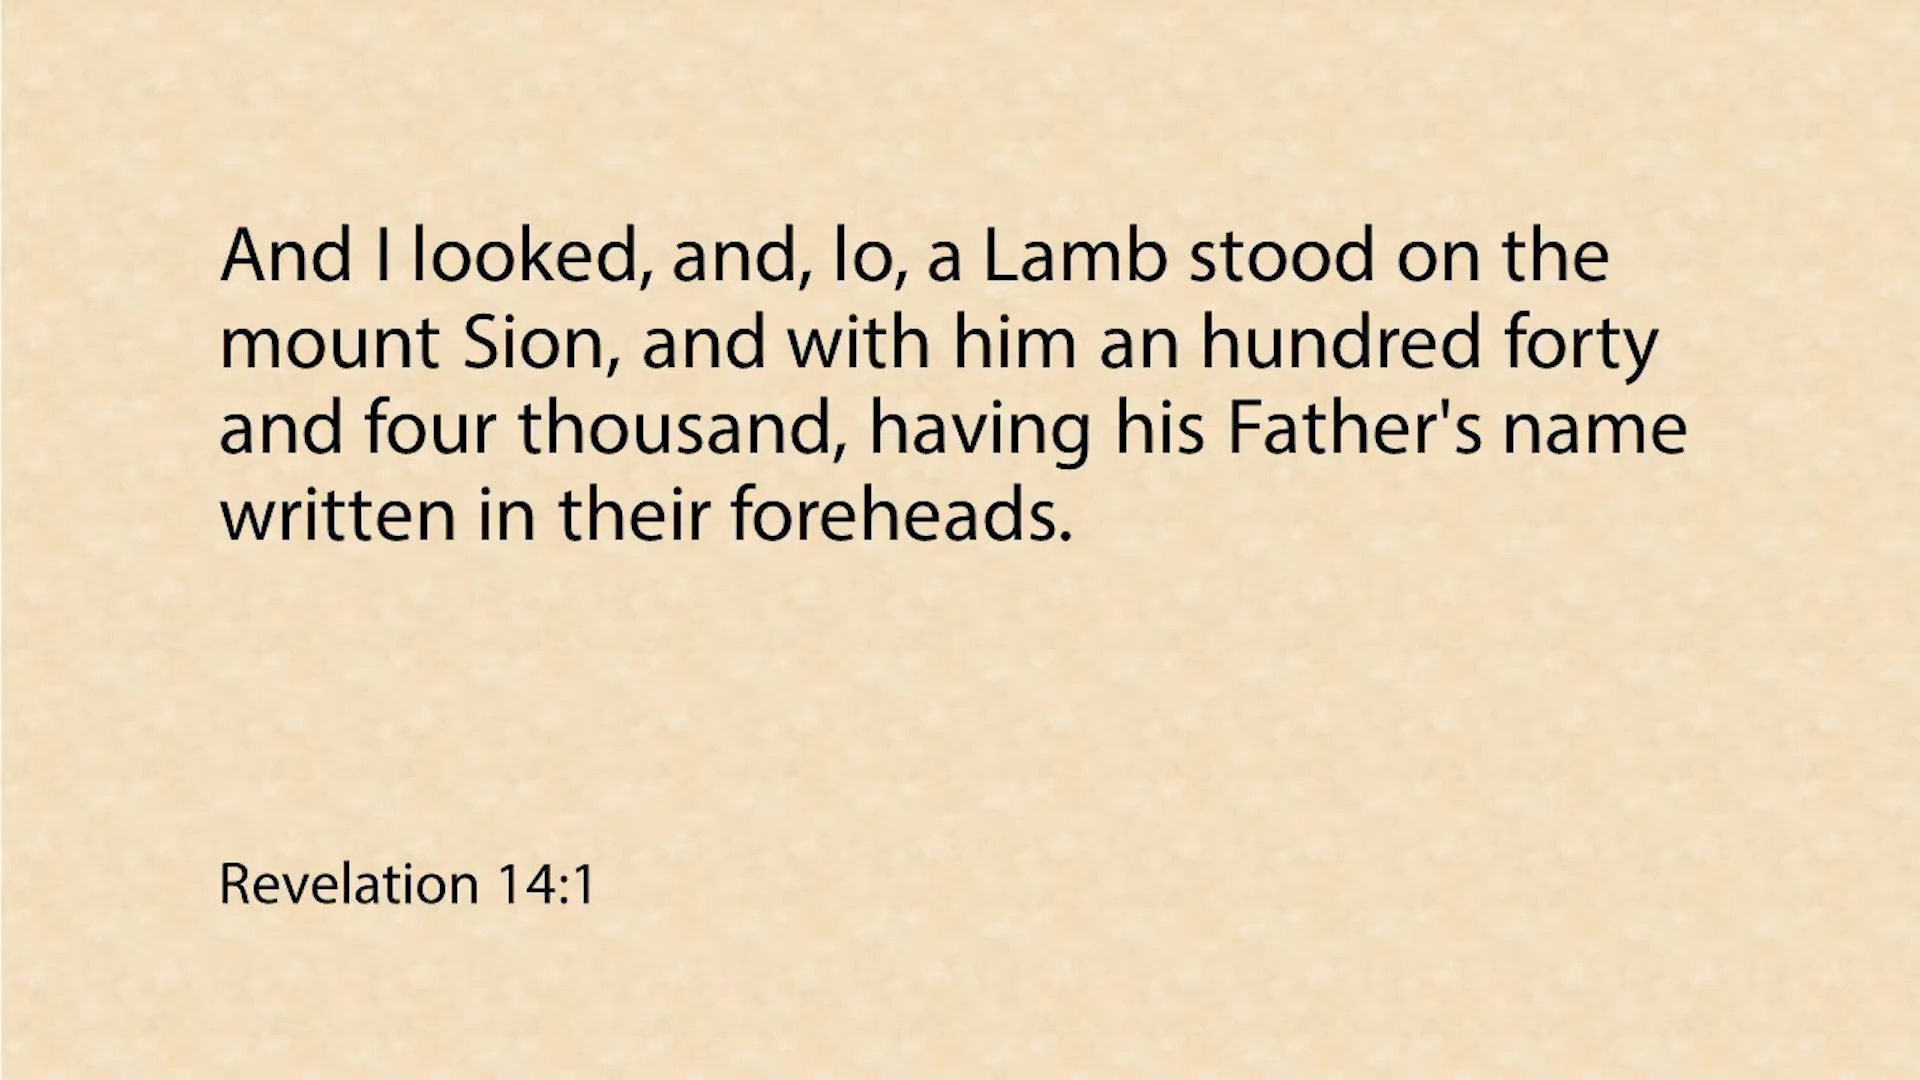 And I looked, and, lo, a Lamb stood on the
mount Sion, and with him an hundred forty
and four thousand, having his Father's name
written in their foreheads.
Revelation 14:1